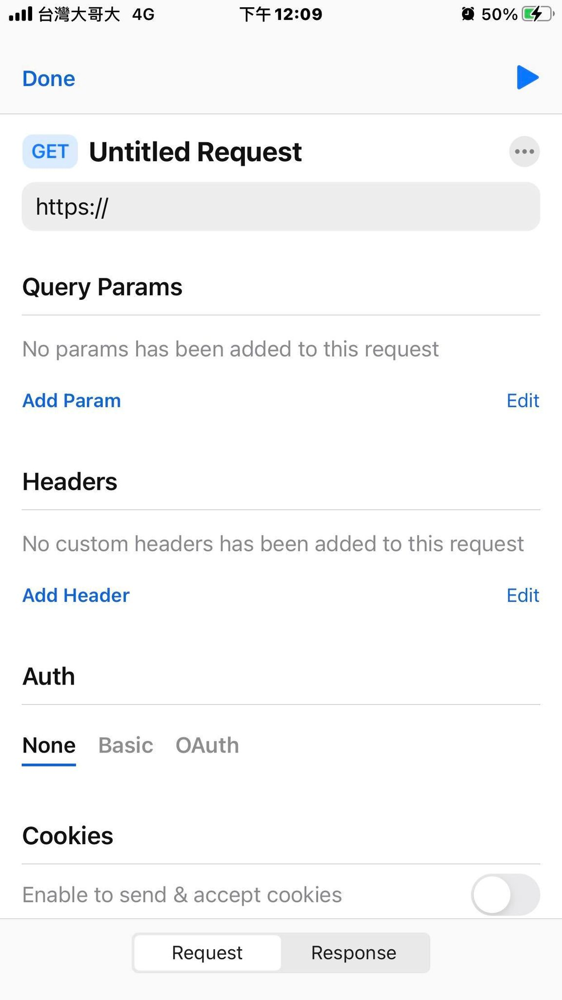 台灣大哥大 4G 下午12:09 50%
Done
GET Untitled Request
https://
Query Params
No params has been added to this request
Add Param Edit
Headers
No custom headers has been added to this request
Add Header Edit
Auth
None Basic OAuth
Cookies
Enable to send & accept cookies
Request Response